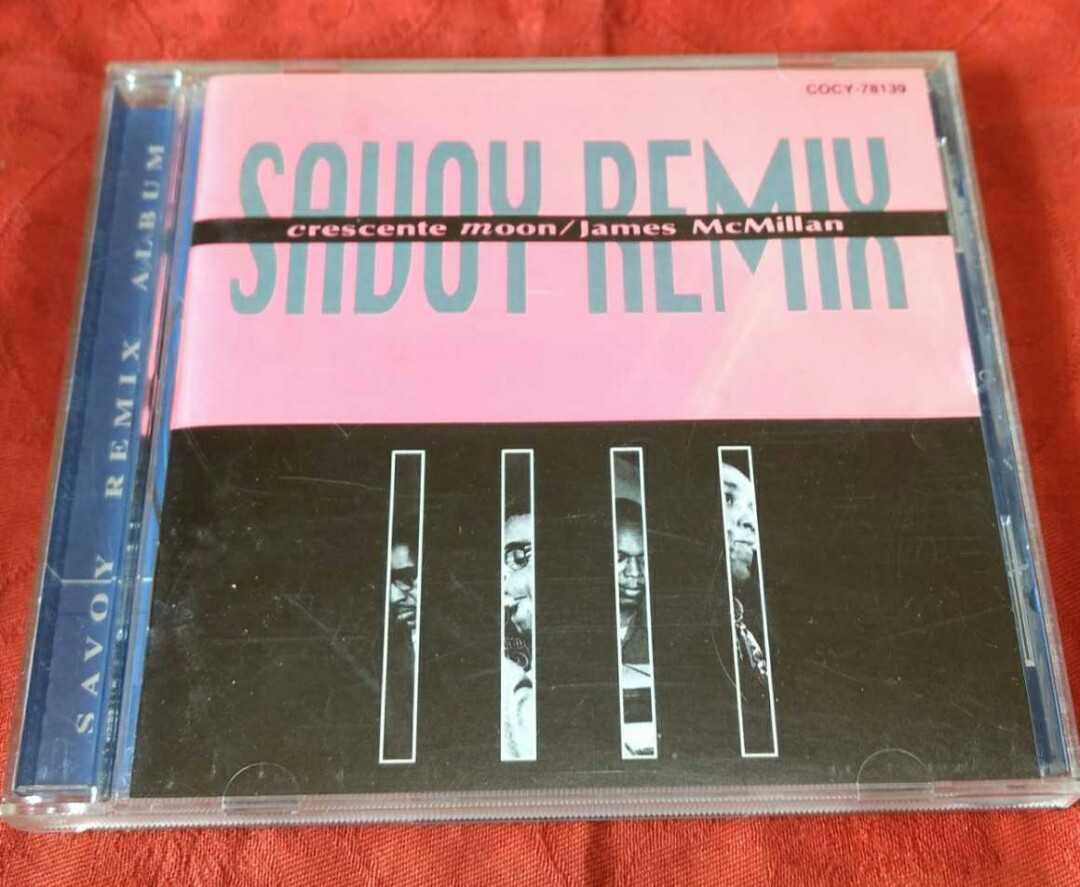 COCY-78139
SAVOY REMIX
crescente moon/James McMillan
SAVOY REMIX ALBUM